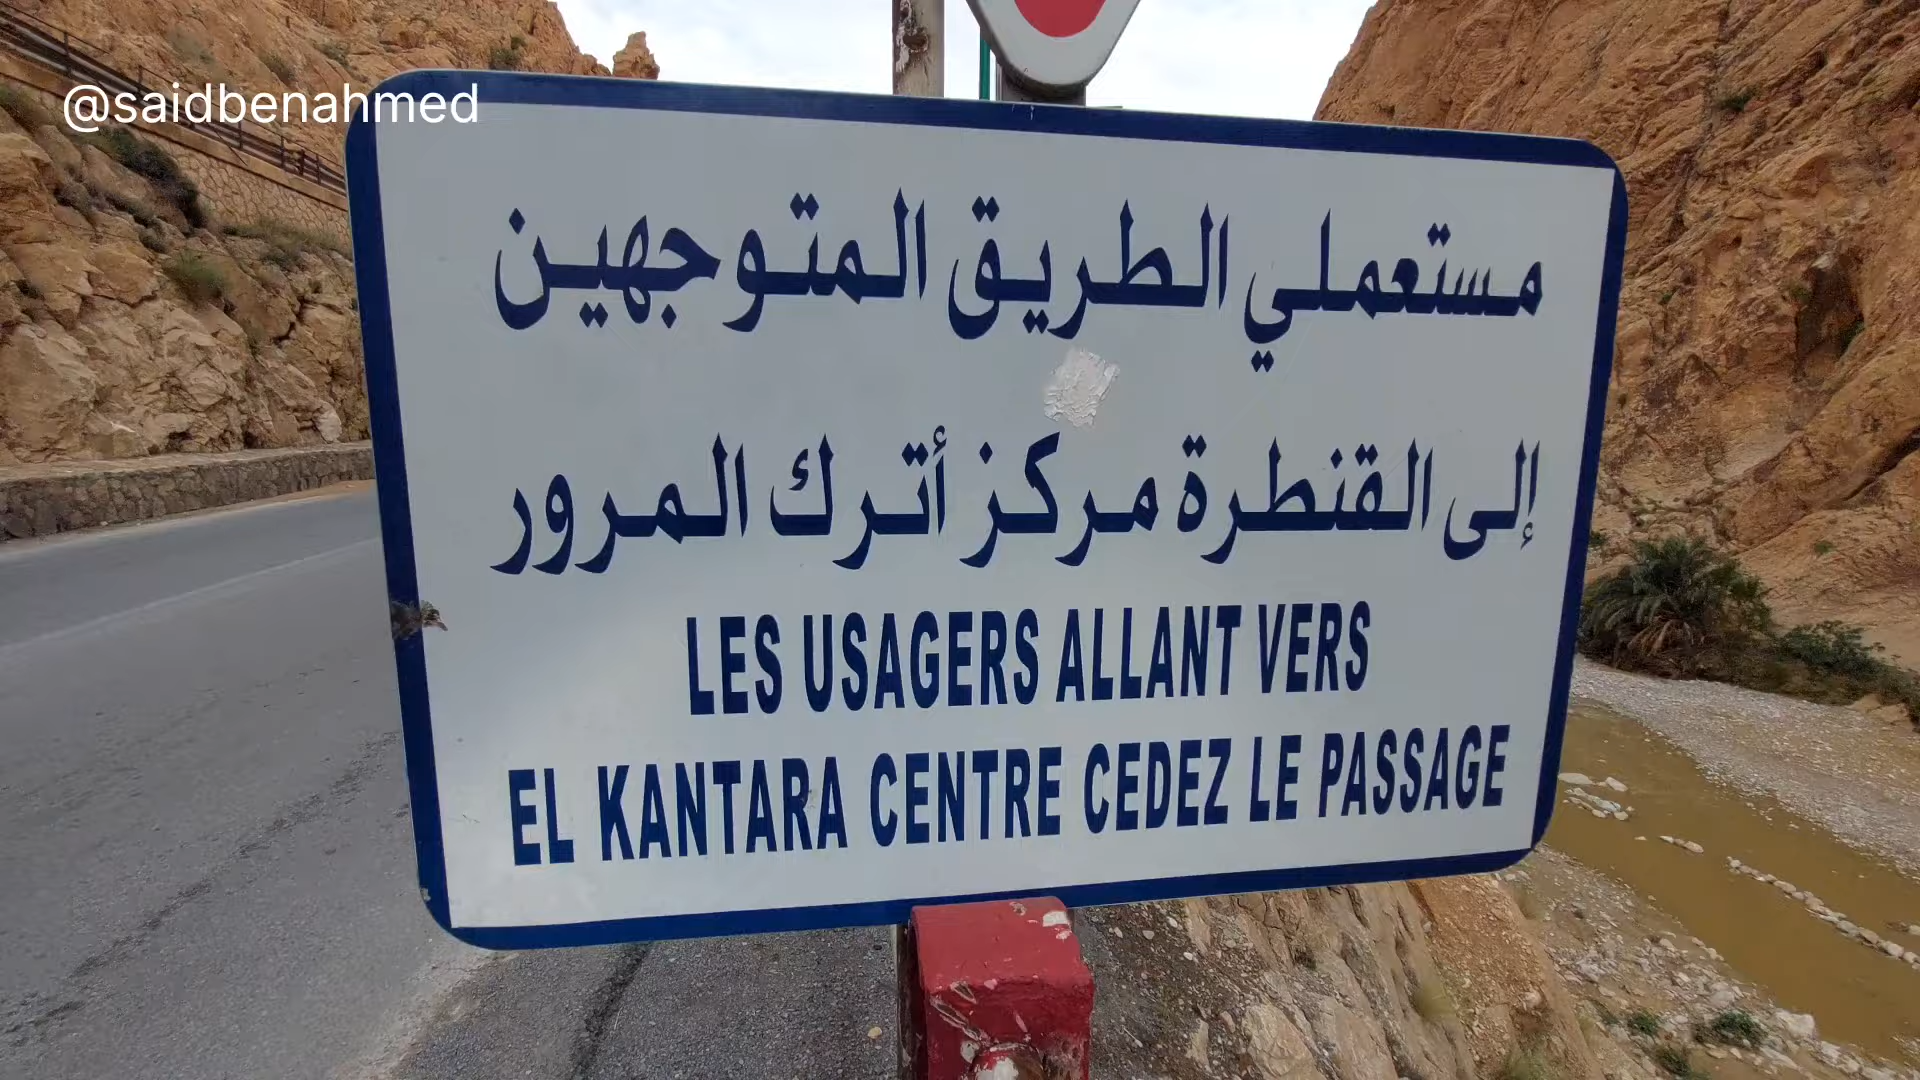 @saidbenahmed
مستعملي الطريق المتوجهين
إلى القنطرة مركز أترك المرور
LES USAGERS ALLANT VERS
EL KANTARA CENTRE CEDEZ LE PASSAGE